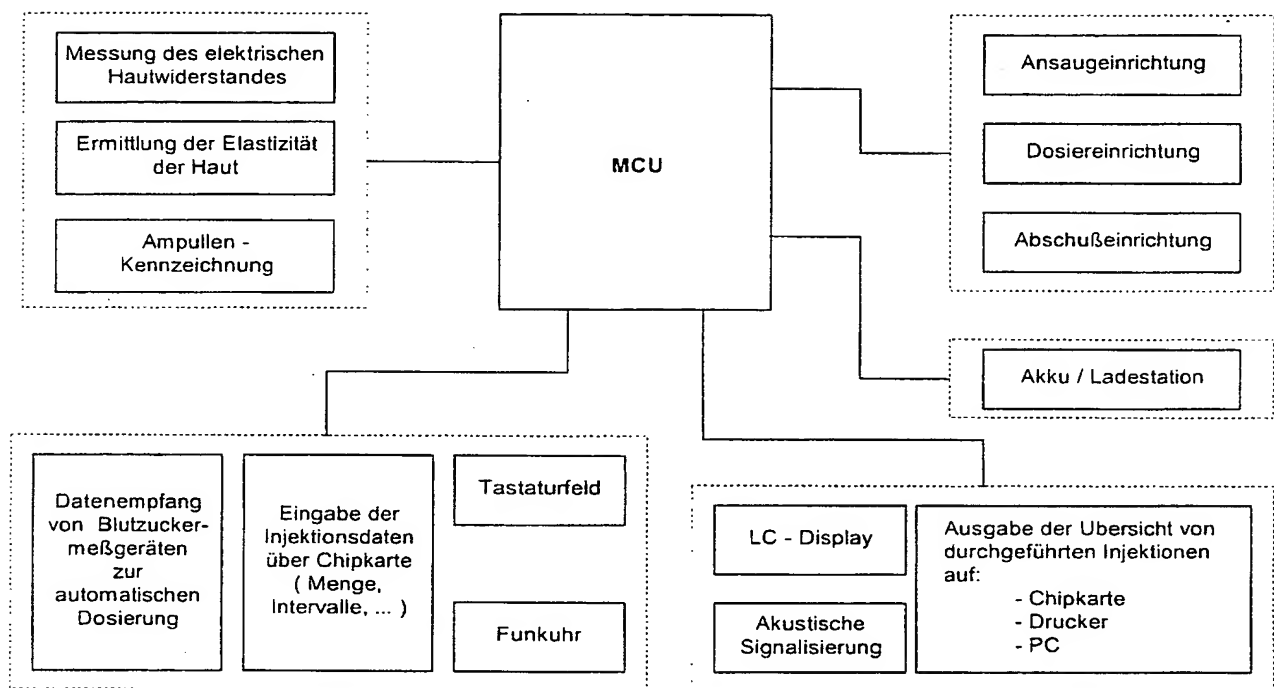 Messung des elektrischen
Hautwiderstandes
Ermittlung der Elastizität
der Haut
Ampullen -
Kennzeichnung
MCU
Ansaugeinrichtung
Dosiereinrichtung
Abschußeinrichtung
Akku / Ladestation
Datenempfang
von Blutzucker-
meßgeräten
zur
automatischen
Dosierung
Eingabe der
Injektionsdaten
über Chipkarte
( Menge,
Intervalle, ... )
Tastaturfeld
Funkuhr
LC - Display
Akustische
Signalisierung
Ausgabe der Ubersicht von
durchgeführten Injektionen
auf:
- Chipkarte
- Drucker
- PC